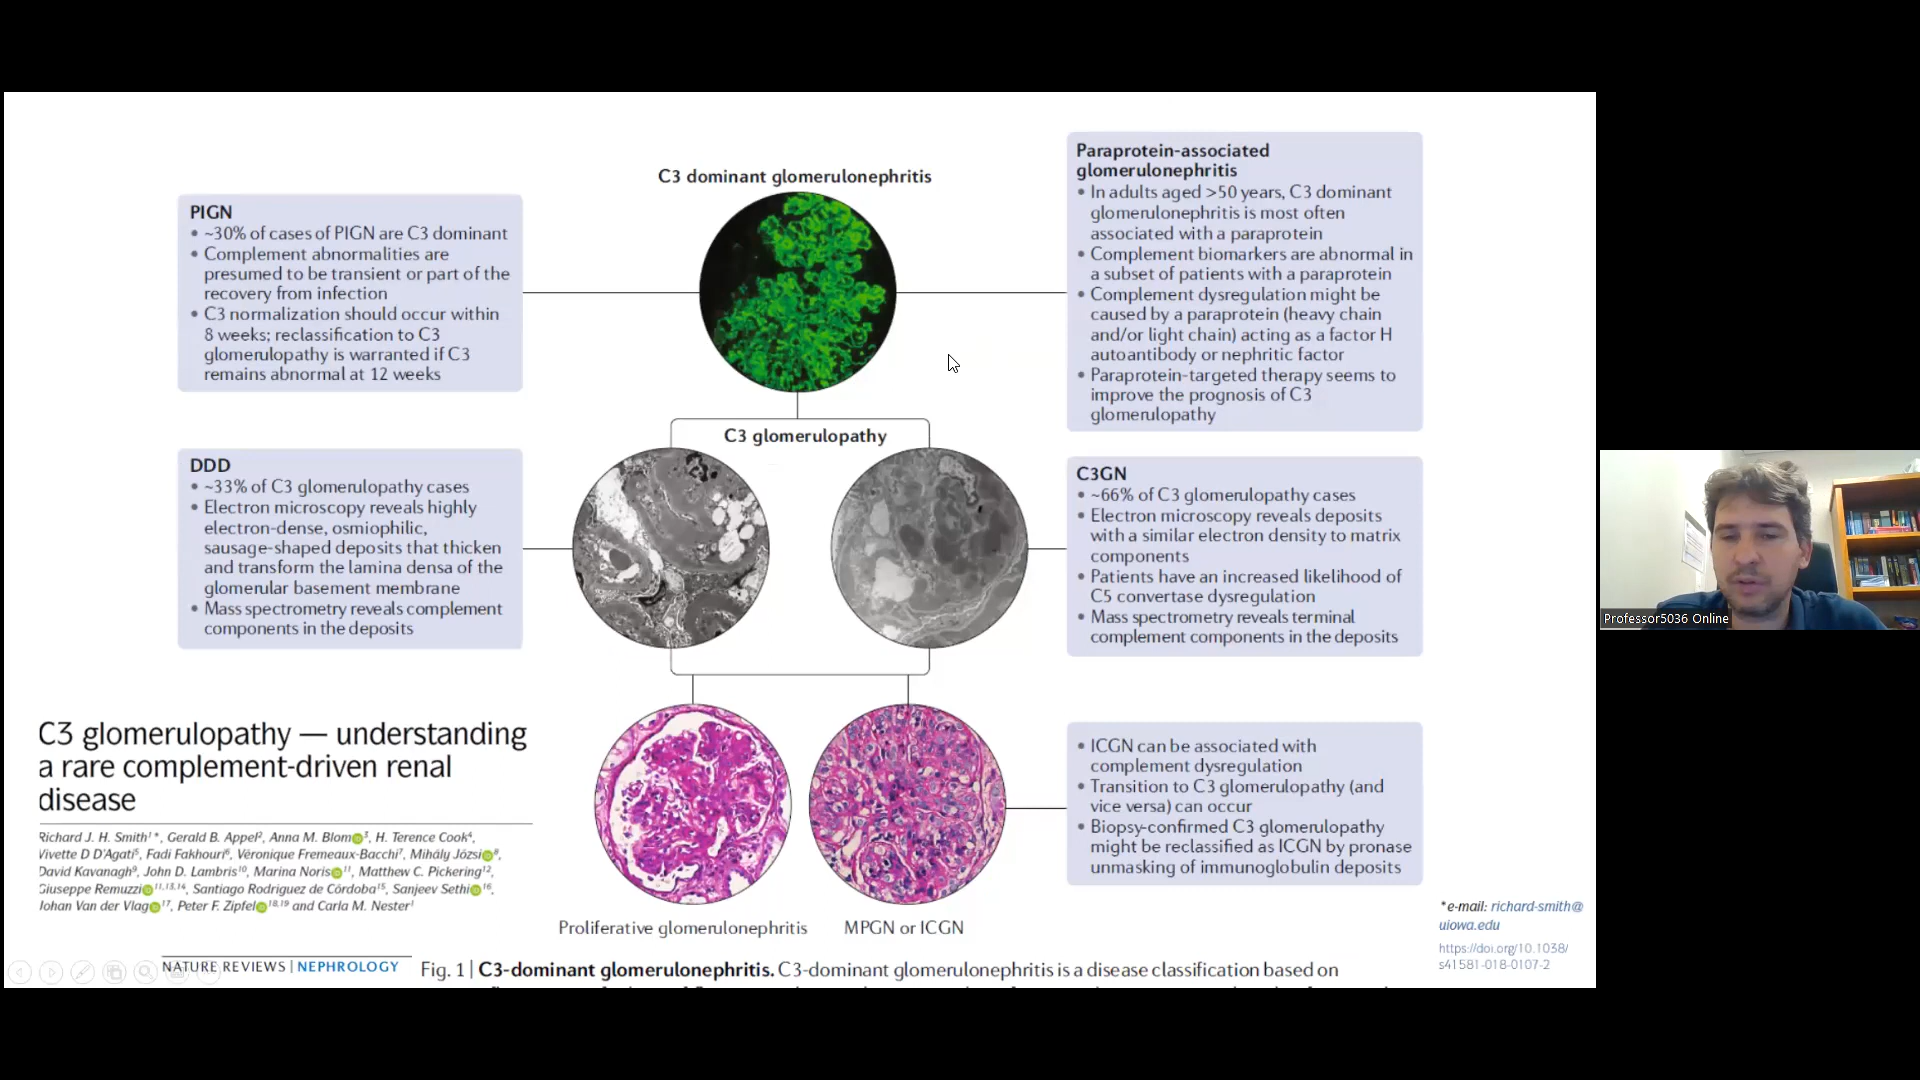 C3 dominant glomerulonephritis
PIGN
• ~30% of cases of PIGN are C3 dominant
• Complement abnormalities are
presumed to be transient or part of the
recovery from infection
• C3 normalization should occur within
8 weeks; reclassification to C3
glomerulopathy is warranted if C3
remains abnormal at 12 weeks
Paraprotein-associated
glomerulonephritis
• In adults aged >50 years, C3 dominant
glomerulonephritis is most often
associated with a paraprotein
• Complement biomarkers are abnormal in
a subset of patients with a paraprotein
• Complement dysregulation might be
caused by a paraprotein (heavy chain
and/or light chain) acting as a factor H
autoantibody or nephritic factor
• Paraprotein-targeted therapy seems to
improve the prognosis of C3
glomerulopathy
C3 glomerulopathy
DDD
• ~33% of C3 glomerulopathy cases
• Electron microscopy reveals highly
electron-dense, osmiophilic,
sausage-shaped deposits that thicken
and transform the lamina densa of the
glomerular basement membrane
• Mass spectrometry reveals complement
components in the deposits
C3GN
• ~66% of C3 glomerulopathy cases
• Electron microscopy reveals deposits
with a similar electron density to matrix
components
• Patients have an increased likelihood of
C5 convertase dysregulation
• Mass spectrometry reveals terminal
complement components in the deposits
Professor5036 Online
C3 glomerulopathy — understanding
a rare complement-driven renal
disease
Richard J. H. Smith¹*, Gerald B. Appel², Anna M. Blom³, H. Terence Cook⁴,
Vivette D D'Agati⁵, Fadi Fakhouri⁶, Véronique Fremeaux-Bacchi⁷, Mihály Józsi⁸,
David Kavanagh⁹, John D. Lambris¹⁰, Marina Noris¹¹, Matthew C. Pickering¹²,
Giuseppe Remuzzi¹¹,¹³,¹⁴, Santiago Rodriguez de Córdoba¹⁵, Sanjeev Sethi¹⁶,
Johan Van der Vlag¹⁷, Peter F. Zipfel¹⁸,¹⁹ and Carla M. Nester¹
• ICGN can be associated with
complement dysregulation
• Transition to C3 glomerulopathy (and
vice versa) can occur
• Biopsy-confirmed C3 glomerulopathy
might be reclassified as ICGN by pronase
unmasking of immunoglobulin deposits
Proliferative glomerulonephritis
MPGN or ICGN
*e-mail: richard-smith@
uiowa.edu
https://doi.org/10.1038/
s41581-018-0107-2
NATURE REVIEWS | NEPHROLOGY
Fig. 1 | C3-dominant glomerulonephritis. C3-dominant glomerulonephritis is a disease classification based on